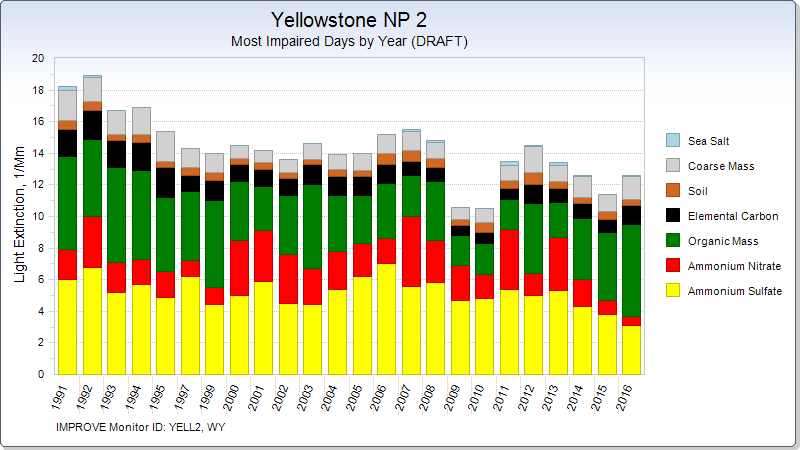 Yellowstone NP 2
Most Impaired Days by Year (DRAFT)
Light Extinction, 1/Mm
20
18
16
14
12
10
8
6
4
2
0
1991 1992 1993 1994 1995 1997 1999 2000 2001 2002 2003 2004 2005 2006 2007 2008 2009 2010 2011 2012 2013 2014 2015 2016
Sea Salt
Coarse Mass
Soil
Elemental Carbon
Organic Mass
Ammonium Nitrate
Ammonium Sulfate
IMPROVE Monitor ID: YELL2, WY